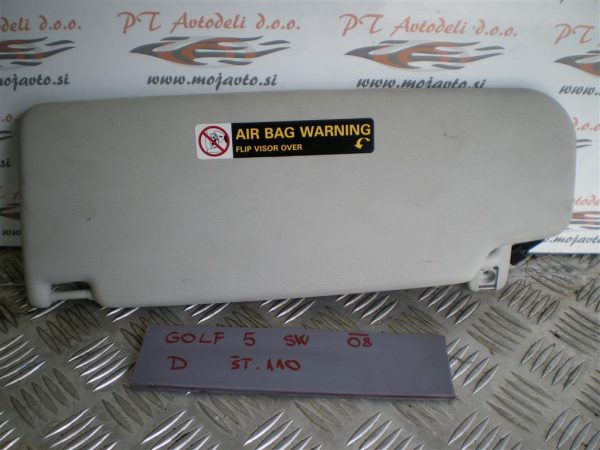 PT Avtodeli d.o.o. PT Avtodeli d.o.o.
www.mojavto.si www.mojavto.si
AIR BAG WARNING
FLIP VISOR OVER
www.mojavto.si
GOLF 5 SW 08
D ŠT.110